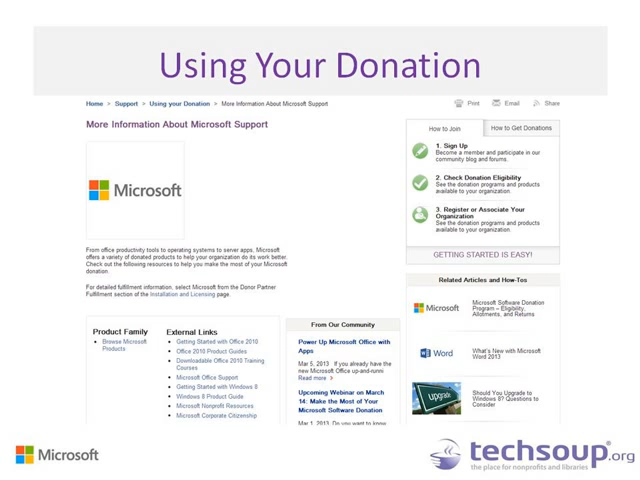 Using Your Donation
Home > Support > Using your Donation > More Information About Microsoft Support
Print Email Share
More Information About Microsoft Support
Microsoft
From office productivity tools to operating systems to server apps, Microsoft
offers a variety of donated products to help your organization do its work better.
Check out the following resources to help you make the most of your Microsoft
donation.
For detailed fulfillment information, select Microsoft from the Donor Partner
Fulfillment section of the Installation and Licensing page.
Product Family
• Browse Microsoft
Products
External Links
• Getting Started with Office 2010
• Office 2010 Product Guides
• Downloadable Office 2010 Training
Courses
• Microsoft Office Support
• Getting Started with Windows 8
• Windows 8 Product Guide
• Microsoft Nonprofit Resources
• Microsoft Corporate Citizenship
From Our Community
Power Up Microsoft Office with
Apps
Mar 5, 2013 If you already have the
new Microsoft Office up-and-runni
Read more >
Upcoming Webinar on March
14: Make the Most of Your
Microsoft Software Donation
Mar 1, 2013 Do you want to know
How to Join
How to Get Donations
1. Sign Up
Become a member and participate in our
community blog and forums.
2. Check Donation Eligibility
See the donation programs and products
available to your organization.
3. Register or Associate Your
Organization
See the donation programs and products
available to your organization.
GETTING STARTED IS EASY!
Related Articles and How-Tos
Microsoft
Microsoft Software Donation
Program – Eligibility,
Allotments, and Returns
Word
What's New with Microsoft
Word 2013
upgrade
Should You Upgrade to
Windows 8? Questions to
Consider
Microsoft
techsoup®.org
the place for nonprofits and libraries